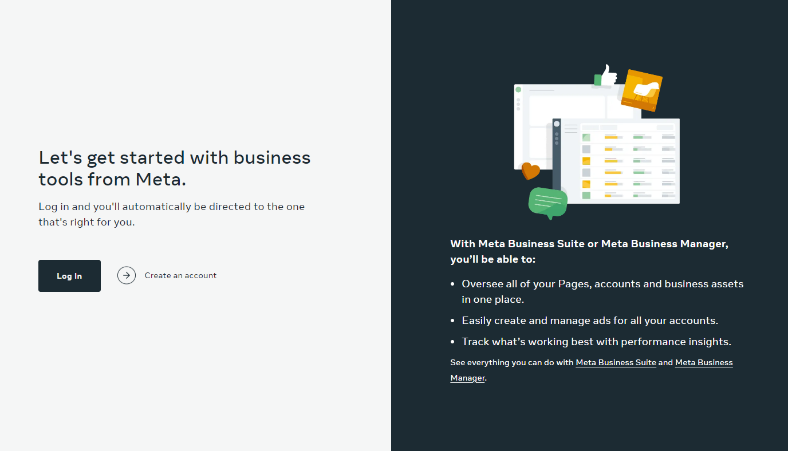 Let's get started with business
tools from Meta.
Log in and you'll automatically be directed to the one
that's right for you.
Log In
Create an account
With Meta Business Suite or Meta Business Manager,
you'll be able to:
• Oversee all of your Pages, accounts and business assets
in one place.
• Easily create and manage ads for all your accounts.
• Track what's working best with performance insights.
See everything you can do with Meta Business Suite and Meta Business
Manager.